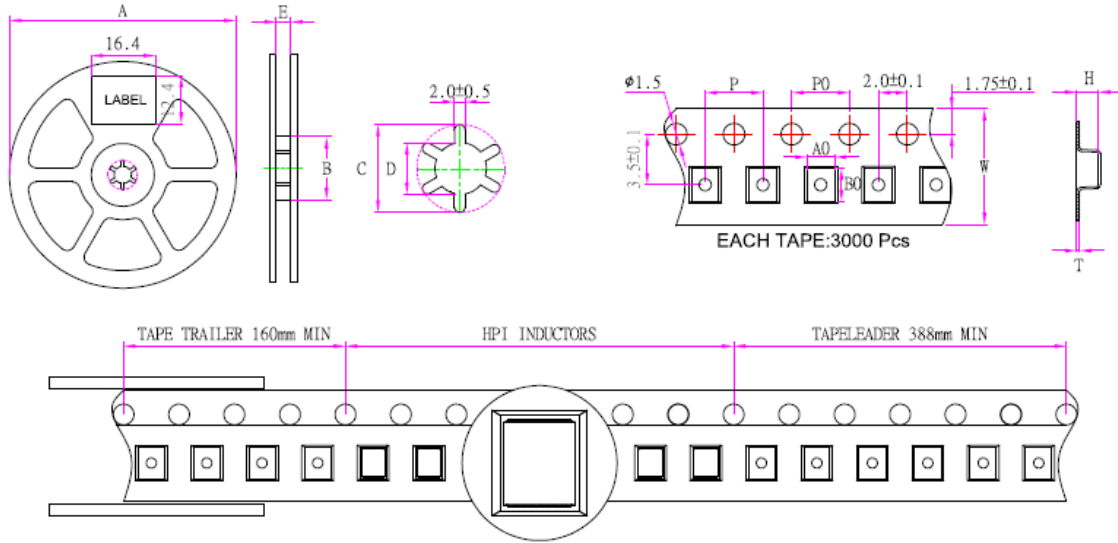 A
E
16.4
LABEL
12.4
B
2.0±0.5
C
D
ϕ1.5
P
P0
2.0±0.1
1.75±0.1
H
3.5±0.1
A0
B0
W
EACH TAPE:3000 Pcs
T
TAPE TRAILER 160mm MIN
HPI INDUCTORS
TAPELEADER 388mm MIN